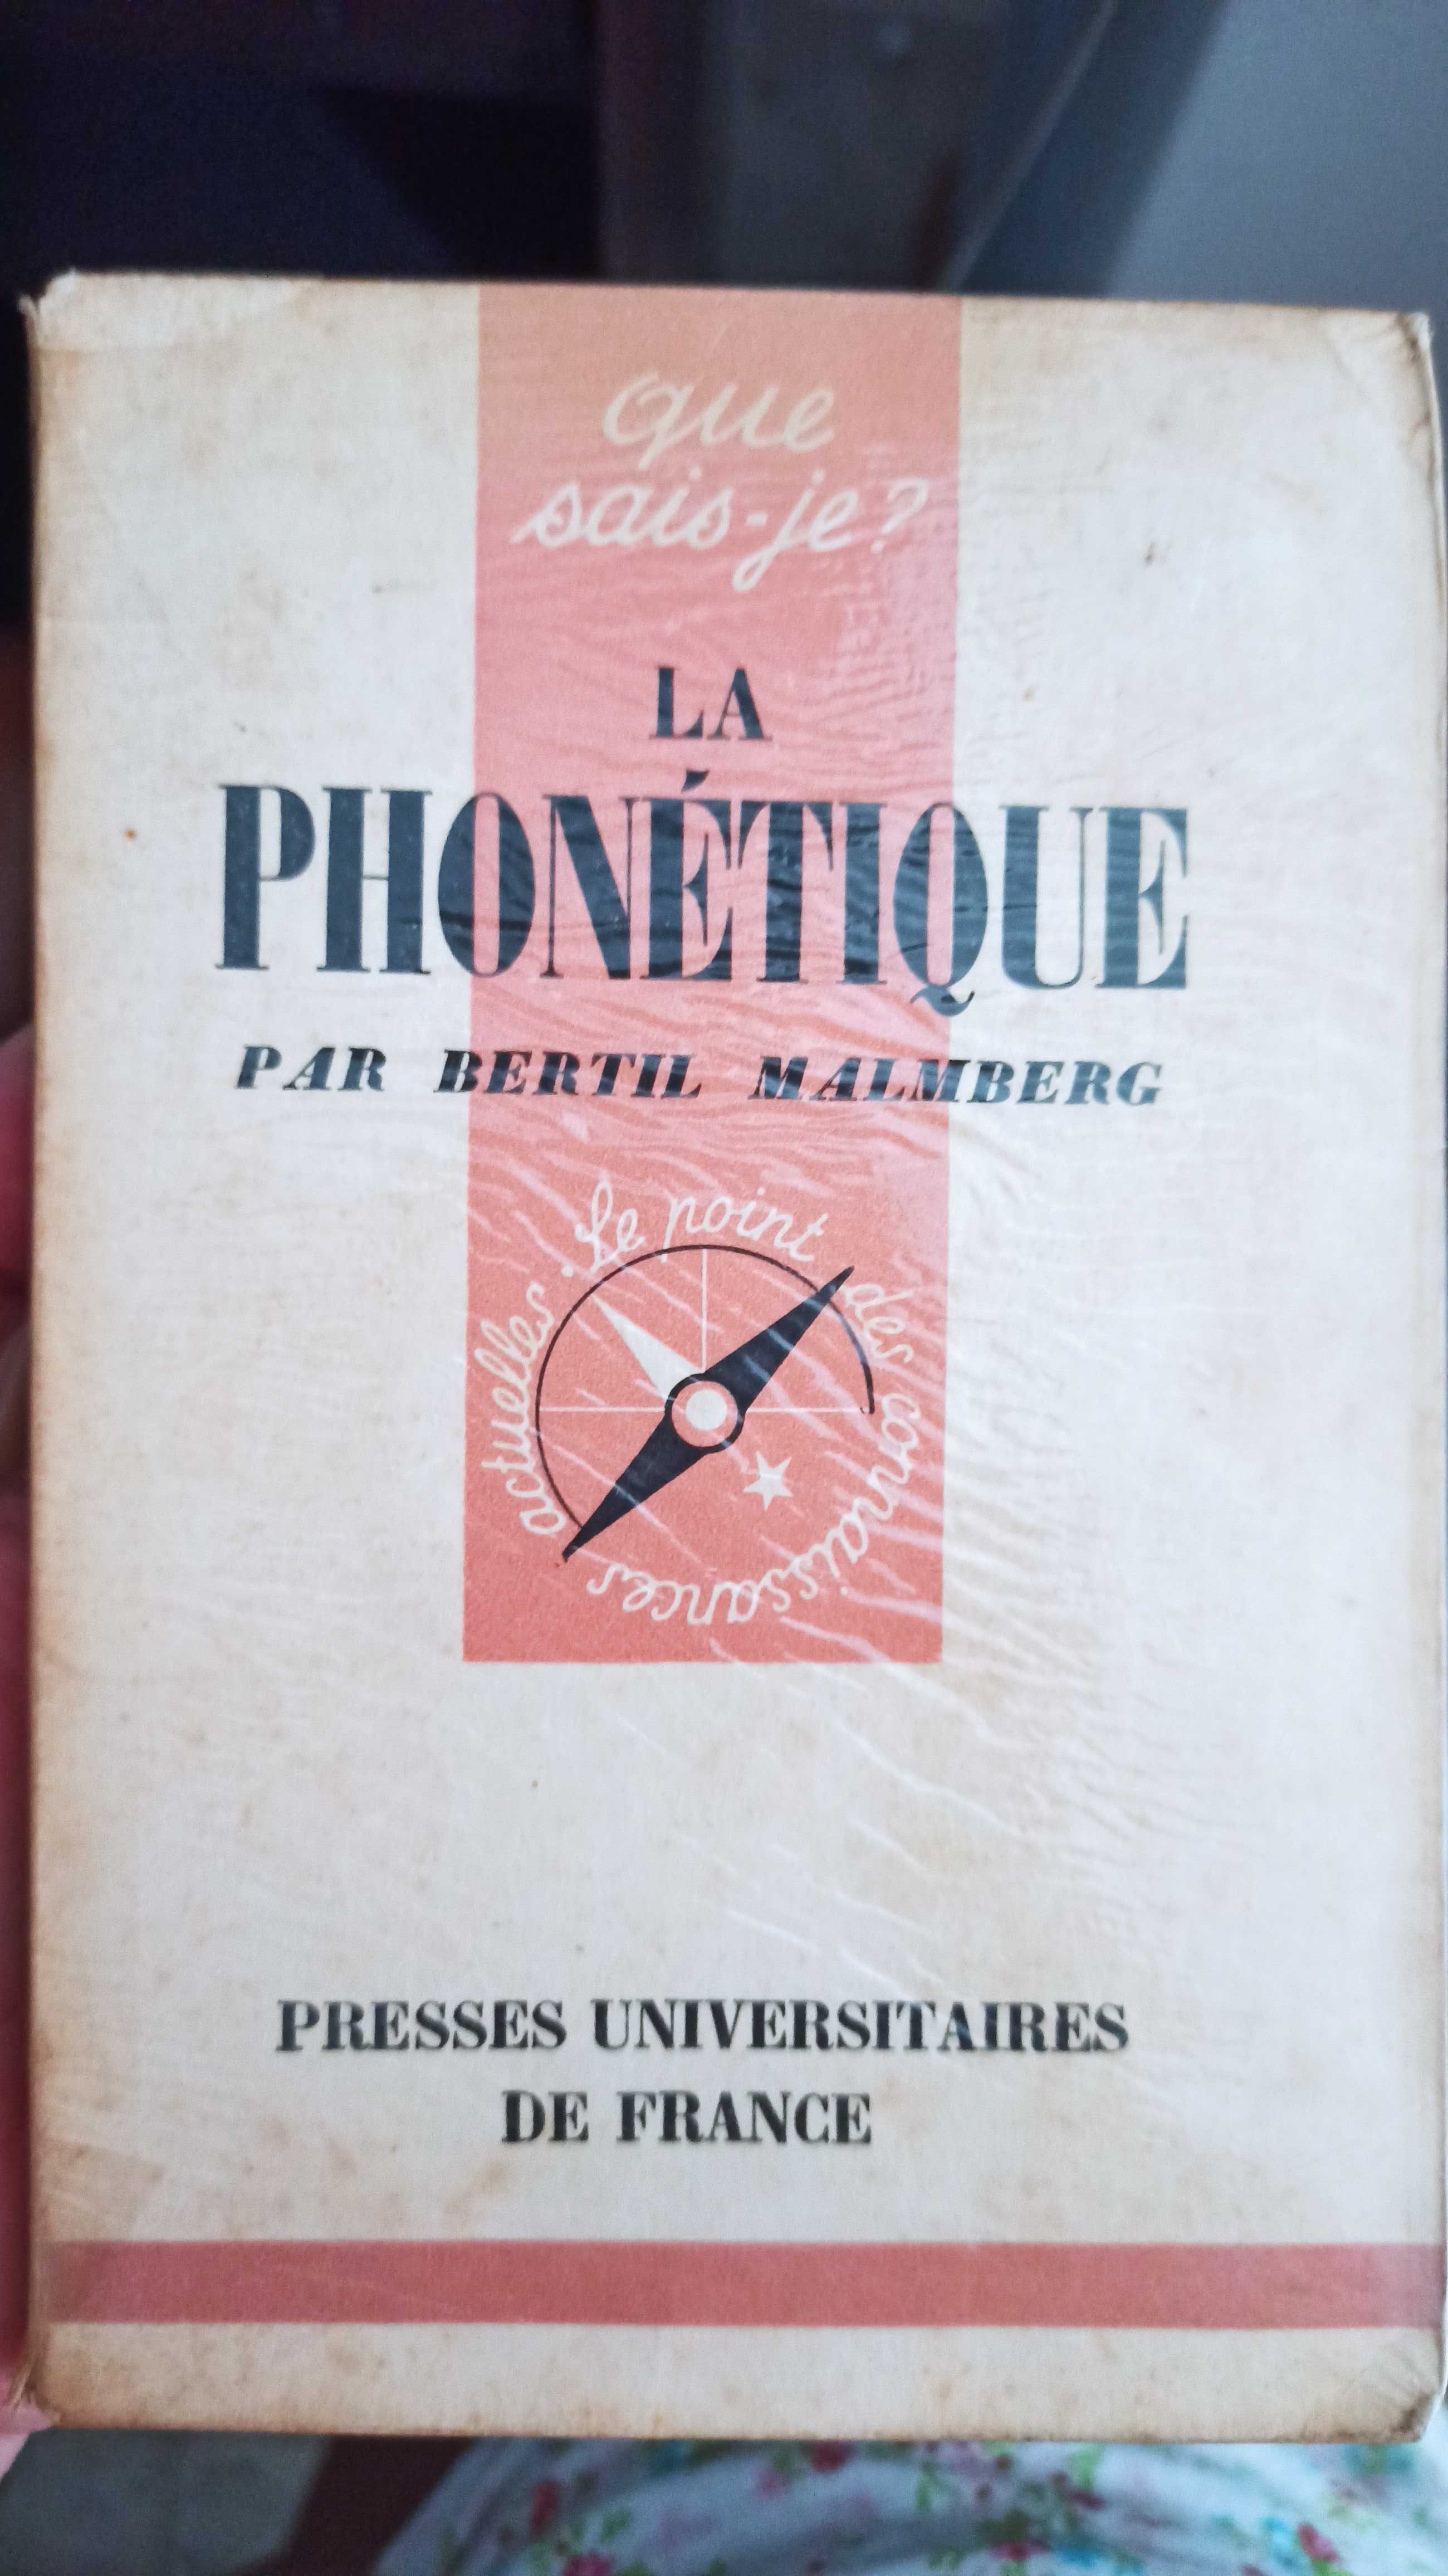 que
sais-je?
LA
PHONÉTIQUE
PAR BERTIL MALMBERG
Le point des connaissances actuelles.
PRESSES UNIVERSITAIRES
DE FRANCE